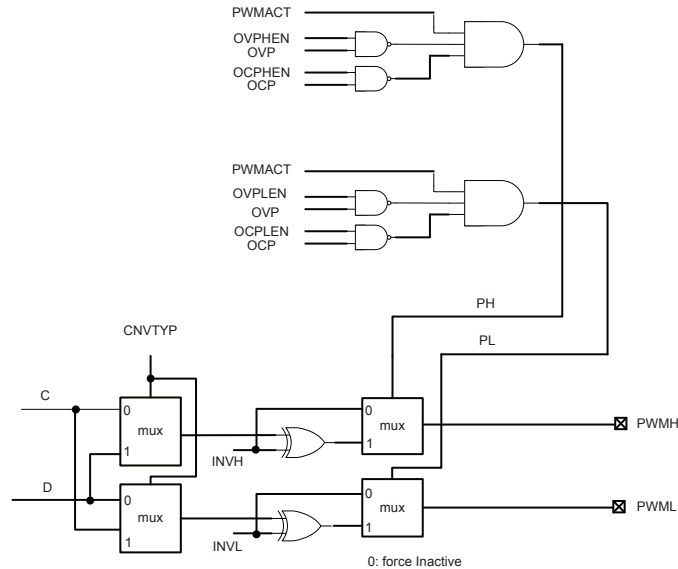 PWMACT
OVPHEN
OVP
OCPHEN
OCP
PWMACT
OVPLEN
OVP
OCPLEN
OCP
PH
PL
CNVTYP
C
0
mux
1
INVH
0
mux
1
PWMH
D
0
mux
1
INVL
0
mux
1
PWML
0: force Inactive